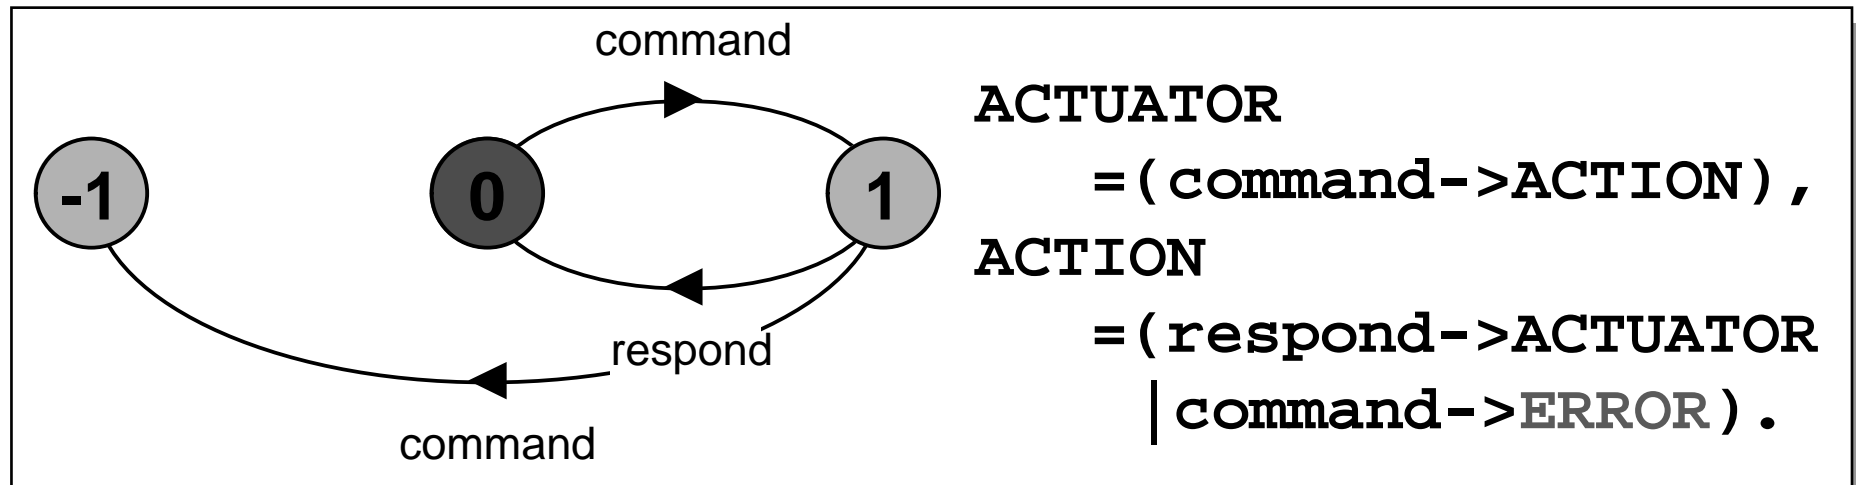 command
-1
0
1
respond
command
ACTUATOR
=(command->ACTION),
ACTION
=(respond->ACTUATOR
|command->ERROR).